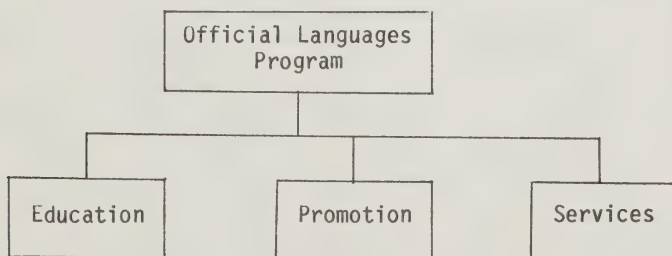 Official Languages
Program
Education
Promotion
Services